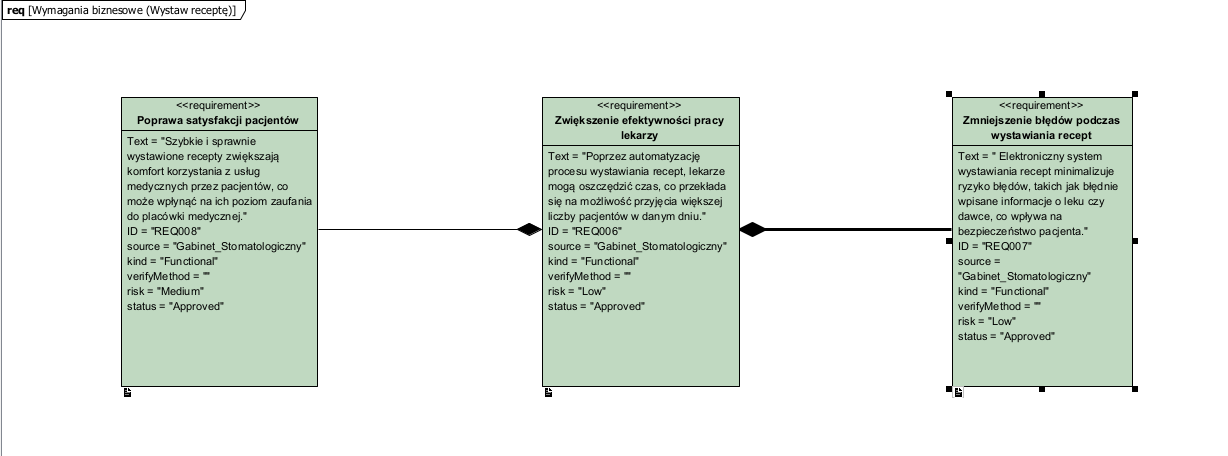 req [Wymagania biznesowe (Wystaw receptę)]
<<requirement>>
Poprawa satysfakcji pacjentów
Text = "Szybkie i sprawnie
wystawione recepty zwiększają
komfort korzystania z usług
medycznych przez pacjentów, co
może wpłynąć na ich poziom zaufania
do placówki medycznej."
ID = "REQ008"
source = "Gabinet_Stomatologiczny"
kind = "Functional"
verifyMethod = ""
risk = "Medium"
status = "Approved"
<<requirement>>
Zwiększenie efektywności pracy
lekarzy
Text = "Poprzez automatyzację
procesu wystawiania recept, lekarze
mogą oszczędzić czas, co przekłada
się na możliwość przyjęcia większej
liczby pacjentów w danym dniu."
ID = "REQ006"
source = "Gabinet_Stomatologiczny"
kind = "Functional"
verifyMethod = ""
risk = "Low"
status = "Approved"
<<requirement>>
Zmniejszenie błędów podczas
wystawiania recept
Text = " Elektroniczny system
wystawiania recept minimalizuje
ryzyko błędów, takich jak błędnie
wpisane informacje o leku czy
dawce, co wpływa na
bezpieczeństwo pacjenta."
ID = "REQ007"
source =
"Gabinet_Stomatologiczny"
kind = "Functional"
verifyMethod = ""
risk = "Low"
status = "Approved"